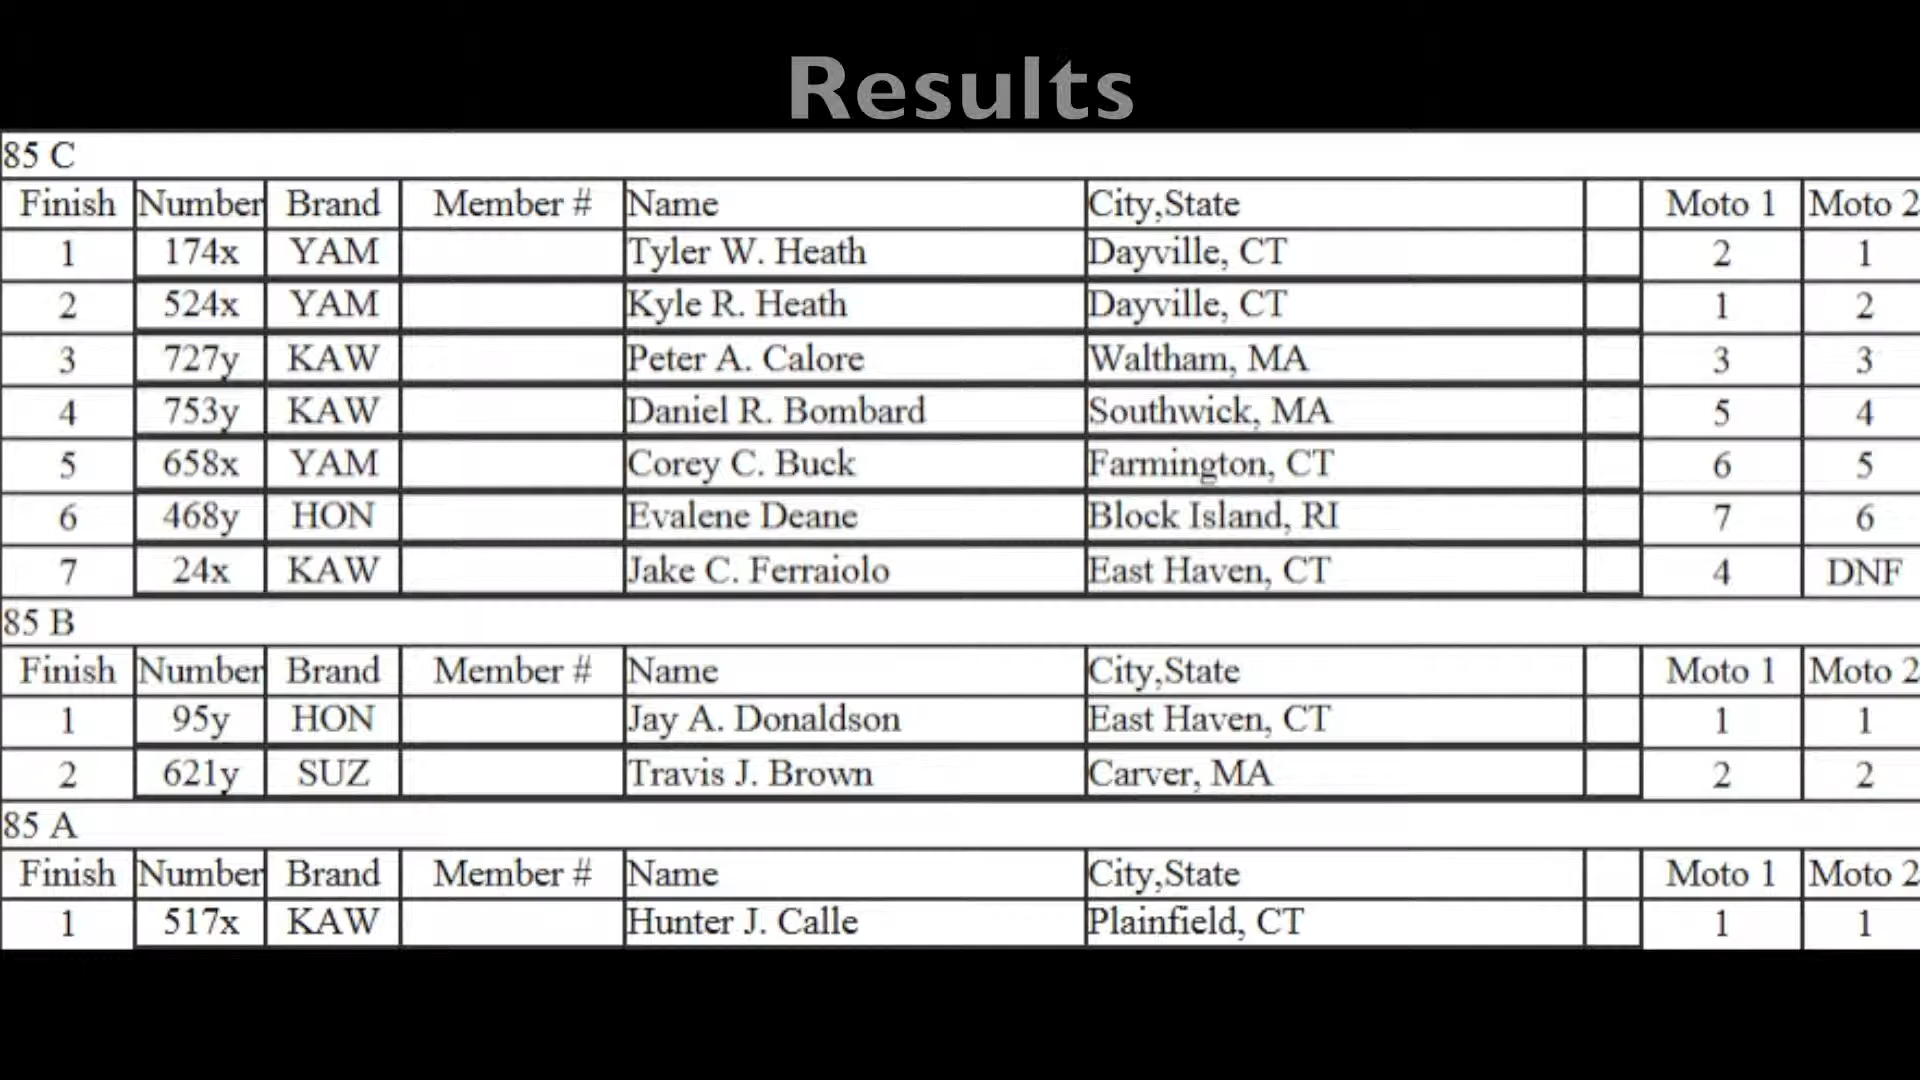 Results
85 C
Finish Number Brand Member # Name City,State Moto 1 Moto 2
1 174x YAM Tyler W. Heath Dayville, CT 2 1
2 524x YAM Kyle R. Heath Dayville, CT 1 2
3 727y KAW Peter A. Calore Waltham, MA 3 3
4 753y KAW Daniel R. Bombard Southwick, MA 5 4
5 658x YAM Corey C. Buck Farmington, CT 6 5
6 468y HON Evalene Deane Block Island, RI 7 6
7 24x KAW Jake C. Ferraiolo East Haven, CT 4 DNF
85 B
Finish Number Brand Member # Name City,State Moto 1 Moto 2
1 95y HON Jay A. Donaldson East Haven, CT 1 1
2 621y SUZ Travis J. Brown Carver, MA 2 2
85 A
Finish Number Brand Member # Name City,State Moto 1 Moto 2
1 517x KAW Hunter J. Calle Plainfield, CT 1 1